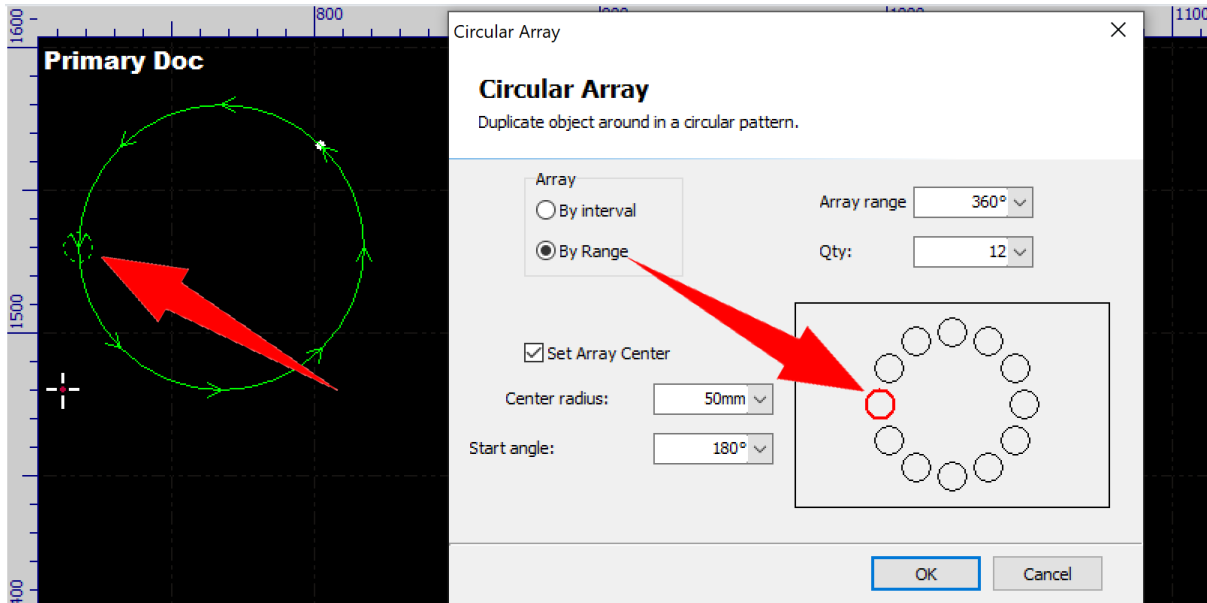 800
1100
1600
1500
Primary Doc
Circular Array
Circular Array
Duplicate object around in a circular pattern.
Array
By interval
By Range
Array range 360°
Qty: 12
Set Array Center
Center radius: 50mm
Start angle: 180°
OK Cancel